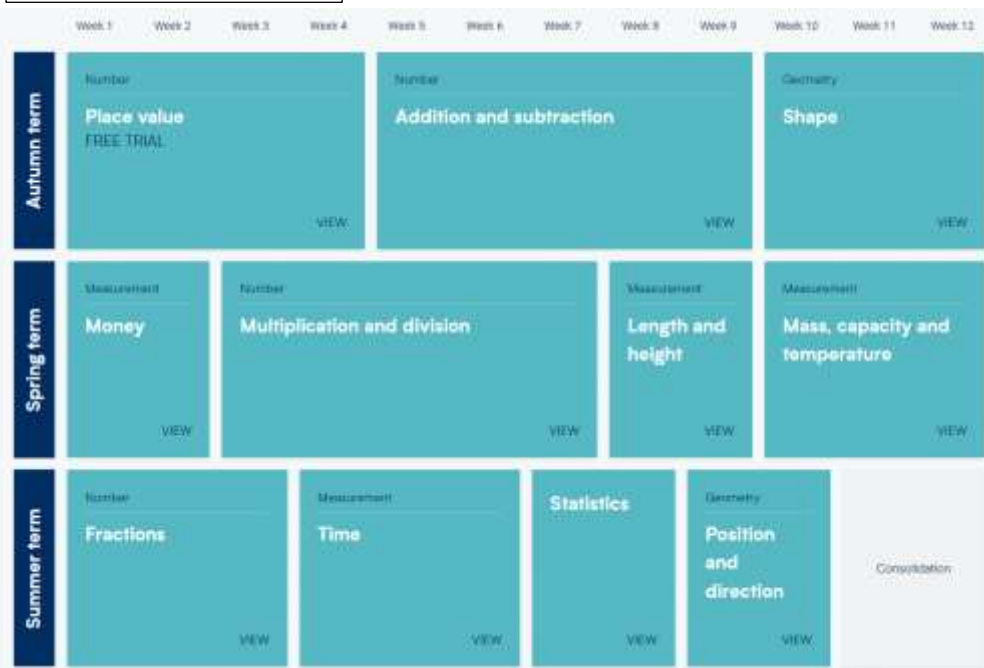 Week 1 Week 2 Week 3 Week 4 Week 5 Week 6 Week 7 Week 8 Week 9 Week 10 Week 11 Week 12
Autumn term
Number
Place value
FREE TRIAL
VIEW
Number
Addition and subtraction
VIEW
Geometry
Shape
VIEW
Spring term
Measurement
Money
VIEW
Number
Multiplication and division
VIEW
Measurement
Length and
height
VIEW
Measurement
Mass, capacity and
temperature
VIEW
Summer term
Number
Fractions
VIEW
Measurement
Time
VIEW
Statistics
VIEW
Geometry
Position
and
direction
VIEW
Consolidation